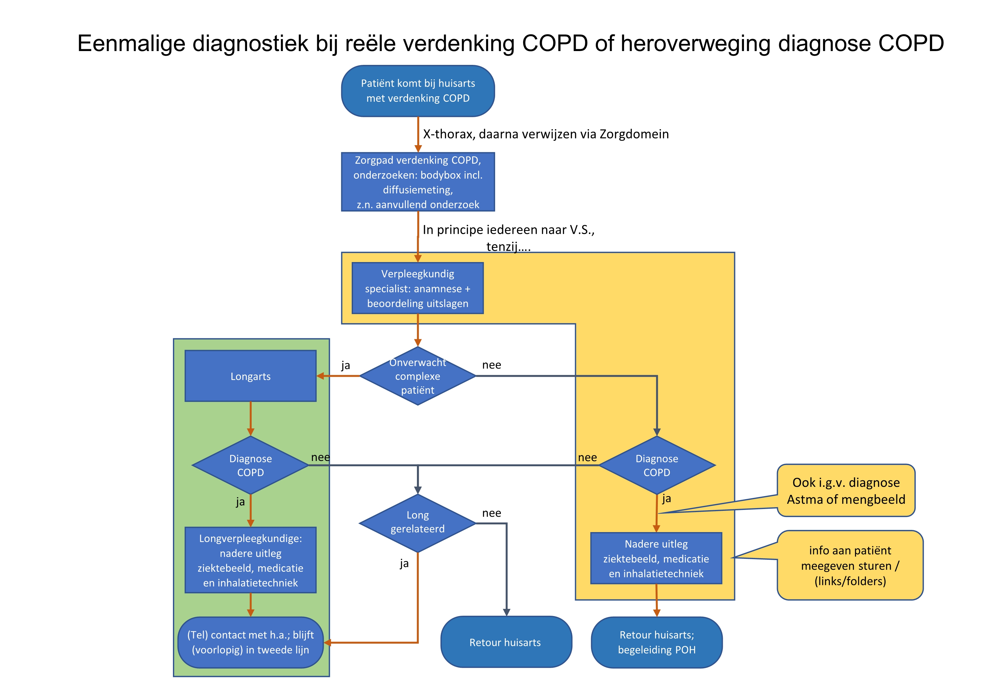 Eenmalige diagnostiek bij reële verdenking COPD of heroverweging diagnose COPD
Patiënt komt bij huisarts
met verdenking COPD
X-thorax, daarna verwijzen via Zorgdomein
Zorgpad verdenking COPD,
onderzoeken: bodybox incl.
diffusiemeting,
z.n. aanvullend onderzoek
In principe iedereen naar V.S.,
tenzij....
Verpleegkundig
specialist: anamnese +
beoordeling uitslagen
Longarts
ja
Onverwacht
complexe
patiënt
nee
Diagnose
COPD
nee
nee
Diagnose
COPD
ja
ja
Ook i.g.v. diagnose
Astma of mengbeeld
Long
gerelateerd
nee
ja
Longverpleegkundige:
nadere uitleg
ziektebeeld, medicatie
en inhalatietechniek
Nadere uitleg
ziektebeeld, medicatie
en inhalatietechniek
info aan patiënt
meegeven sturen /
(links/folders)
(Tel) contact met h.a.; blijft
(voorlopig) in tweede lijn
Retour huisarts
Retour huisarts;
begeleiding POH